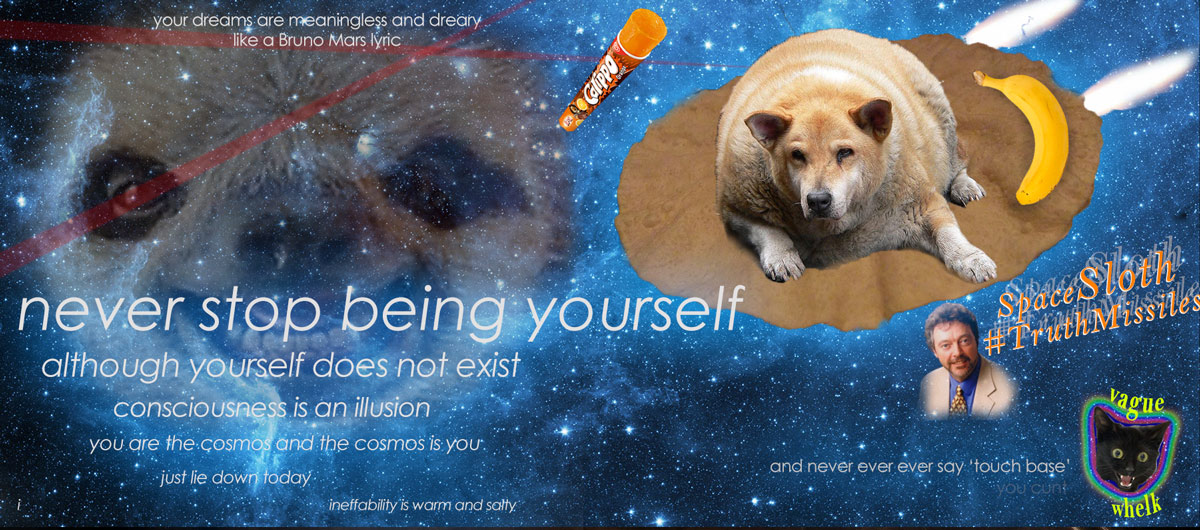 your dreams are meaningless and dreary
like a Bruno Mars lyric
Calippo
never stop being yourself
although yourself does not exist
consciousness is an illusion
you are the cosmos and the cosmos is you
just lie down today
i
ineffability is warm and salty
SpaceSloth
#TruthMissiles
and never ever ever say 'touch base'
you cunt
vague
whelk